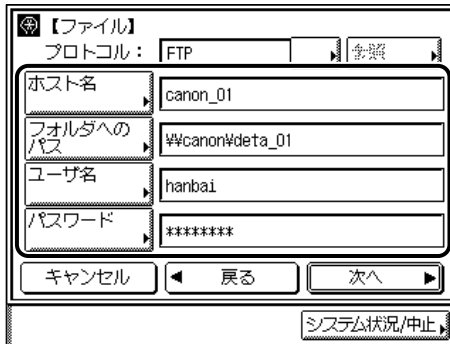 【ファイル】
プロトコル： FTP 参照
ホスト名 canon_01
フォルダへの
パス ¥¥canon¥deta_01
ユーザ名 hanbai
パスワード ********
キャンセル ◀ 戻る 次へ ▶
システム状況/中止